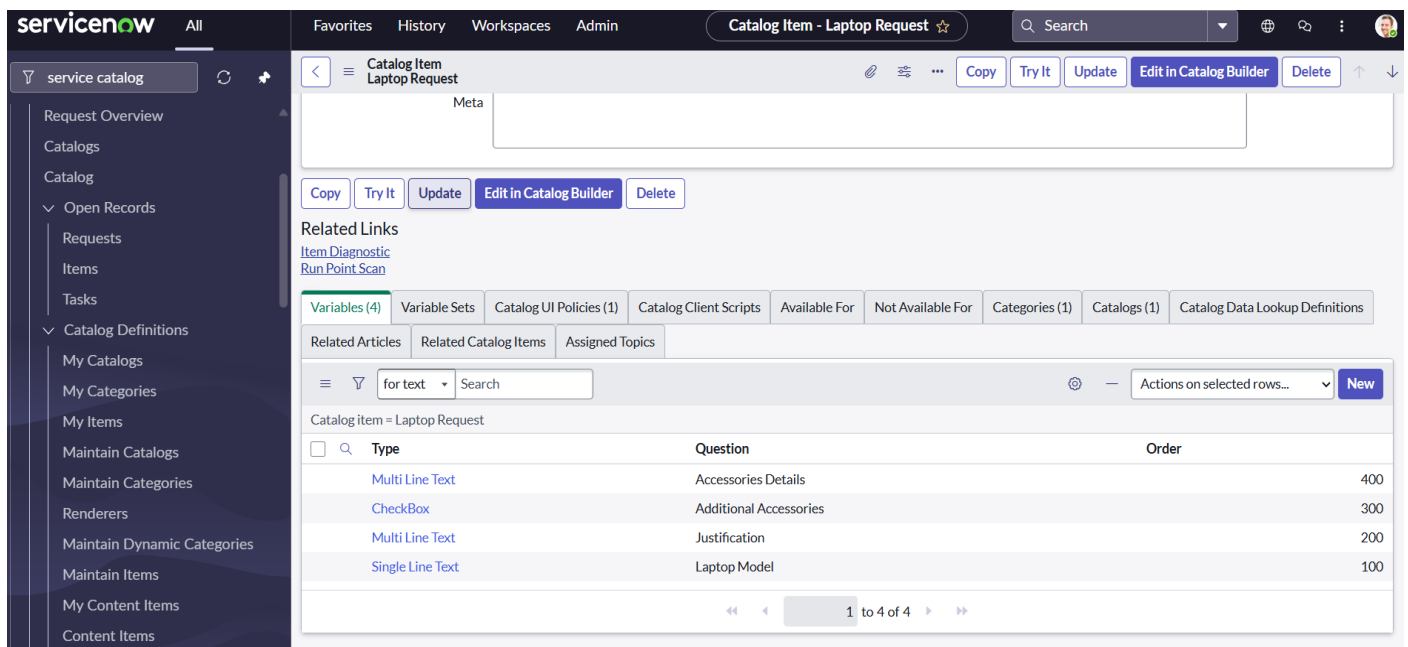 servicenow All Favorites History Workspaces Admin Catalog Item - Laptop Request Search
service catalog
Request Overview
Catalogs
Catalog
Open Records
Requests
Items
Tasks
Catalog Definitions
My Catalogs
My Categories
My Items
Maintain Catalogs
Maintain Categories
Renderers
Maintain Dynamic Categories
Maintain Items
My Content Items
Content Items
Catalog Item
Laptop Request
Copy Try It Update Edit in Catalog Builder Delete
Meta
Copy Try It Update Edit in Catalog Builder Delete
Related Links
Item Diagnostic
Run Point Scan
Variables (4) Variable Sets Catalog UI Policies (1) Catalog Client Scripts Available For Not Available For Categories (1) Catalogs (1) Catalog Data Lookup Definitions
Related Articles Related Catalog Items Assigned Topics
for text Search Actions on selected rows... New
Catalog item = Laptop Request
Type Question Order
Multi Line Text Accessories Details 400
CheckBox Additional Accessories 300
Multi Line Text Justification 200
Single Line Text Laptop Model 100
1 to 4 of 4